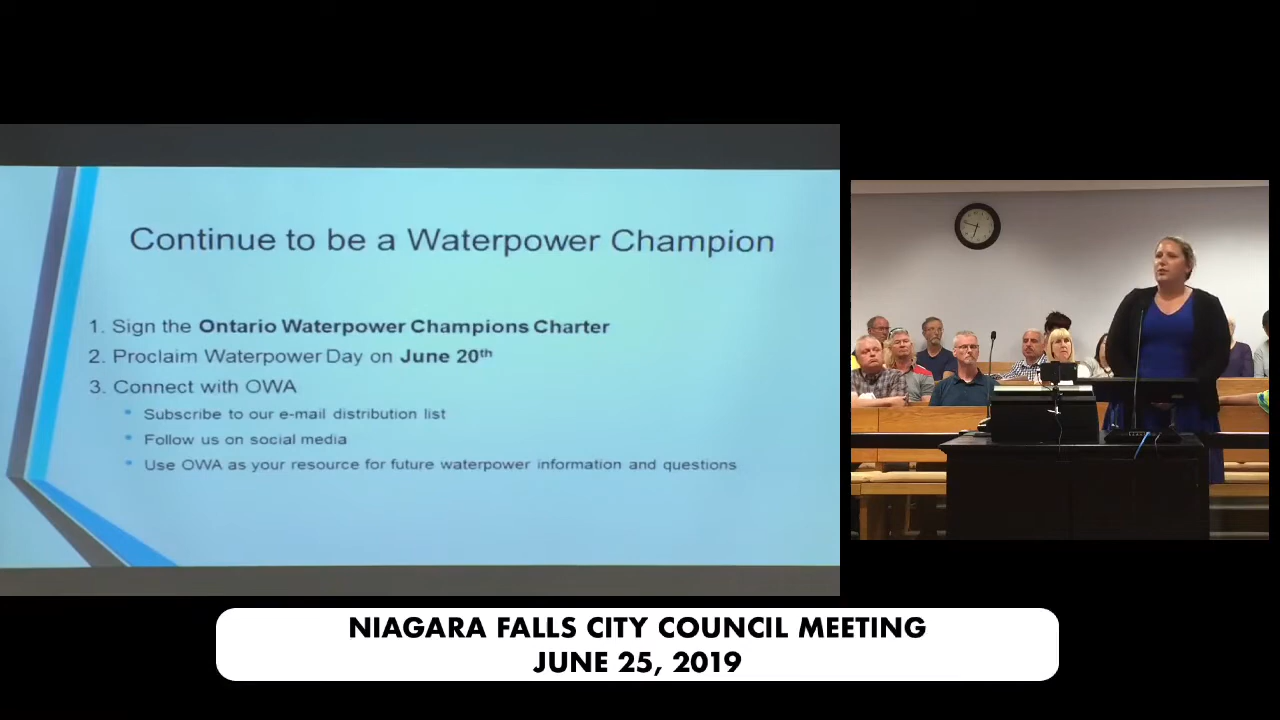 Continue to be a Waterpower Champion
1. Sign the Ontario Waterpower Champions Charter
2. Proclaim Waterpower Day on June 20th
3. Connect with OWA
Subscribe to our e-mail distribution list
Follow us on social media
Use OWA as your resource for future waterpower information and questions
NIAGARA FALLS CITY COUNCIL MEETING
JUNE 25, 2019